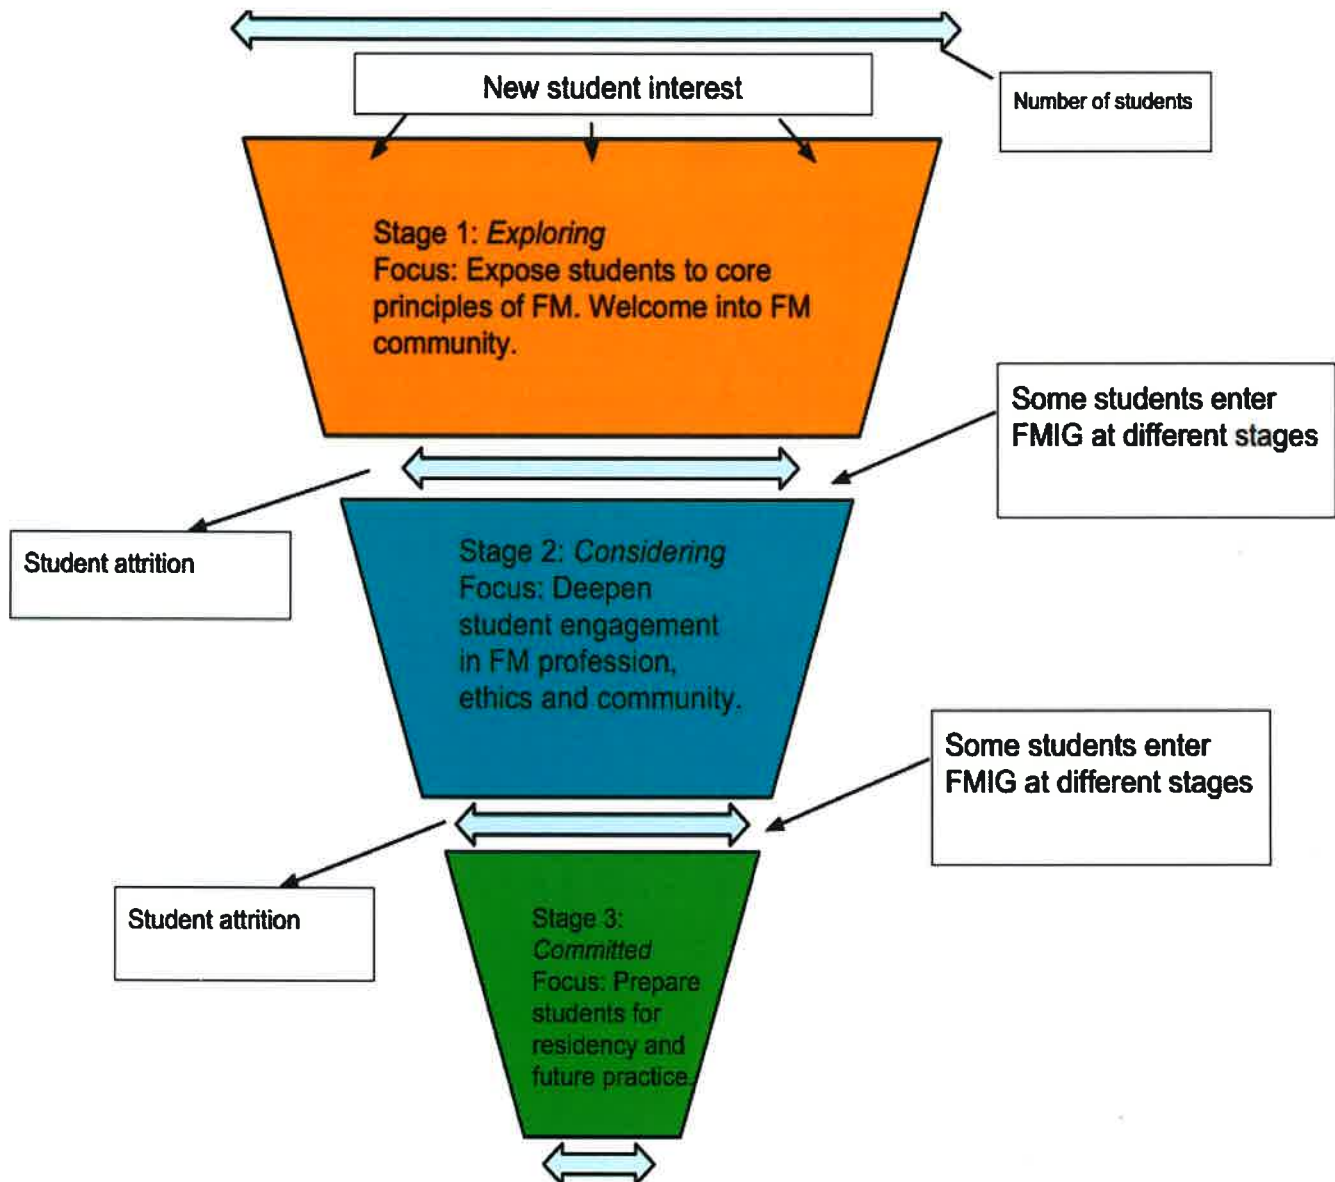 New student interest
Number of students
Stage 1: Exploring
Focus: Expose students to core
principles of FM. Welcome into FM
community.
Some students enter
FMIG at different stages
Student attrition
Stage 2: Considering
Focus: Deepen
student engagement
in FM profession,
ethics and community.
Some students enter
FMIG at different stages
Student attrition
Stage 3:
Committed
Focus: Prepare
students for
residency and
future practice.